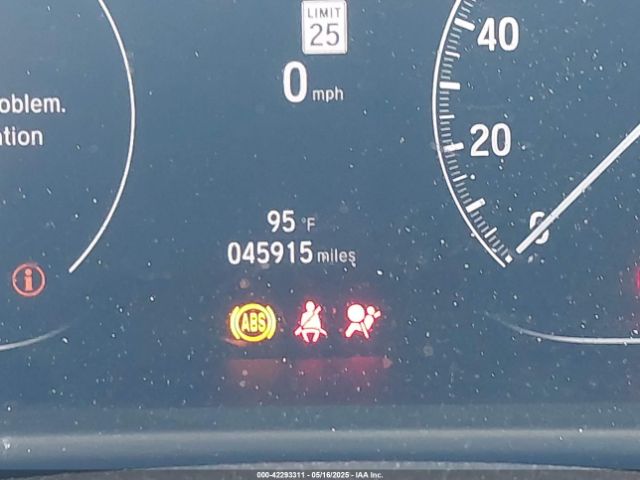 LIMIT
25
40
0 mph
oblem.
ation
20
95 °F
0
045915 miles
i
ABS
000-42293311 - 05/16/2025 - IAA Inc.